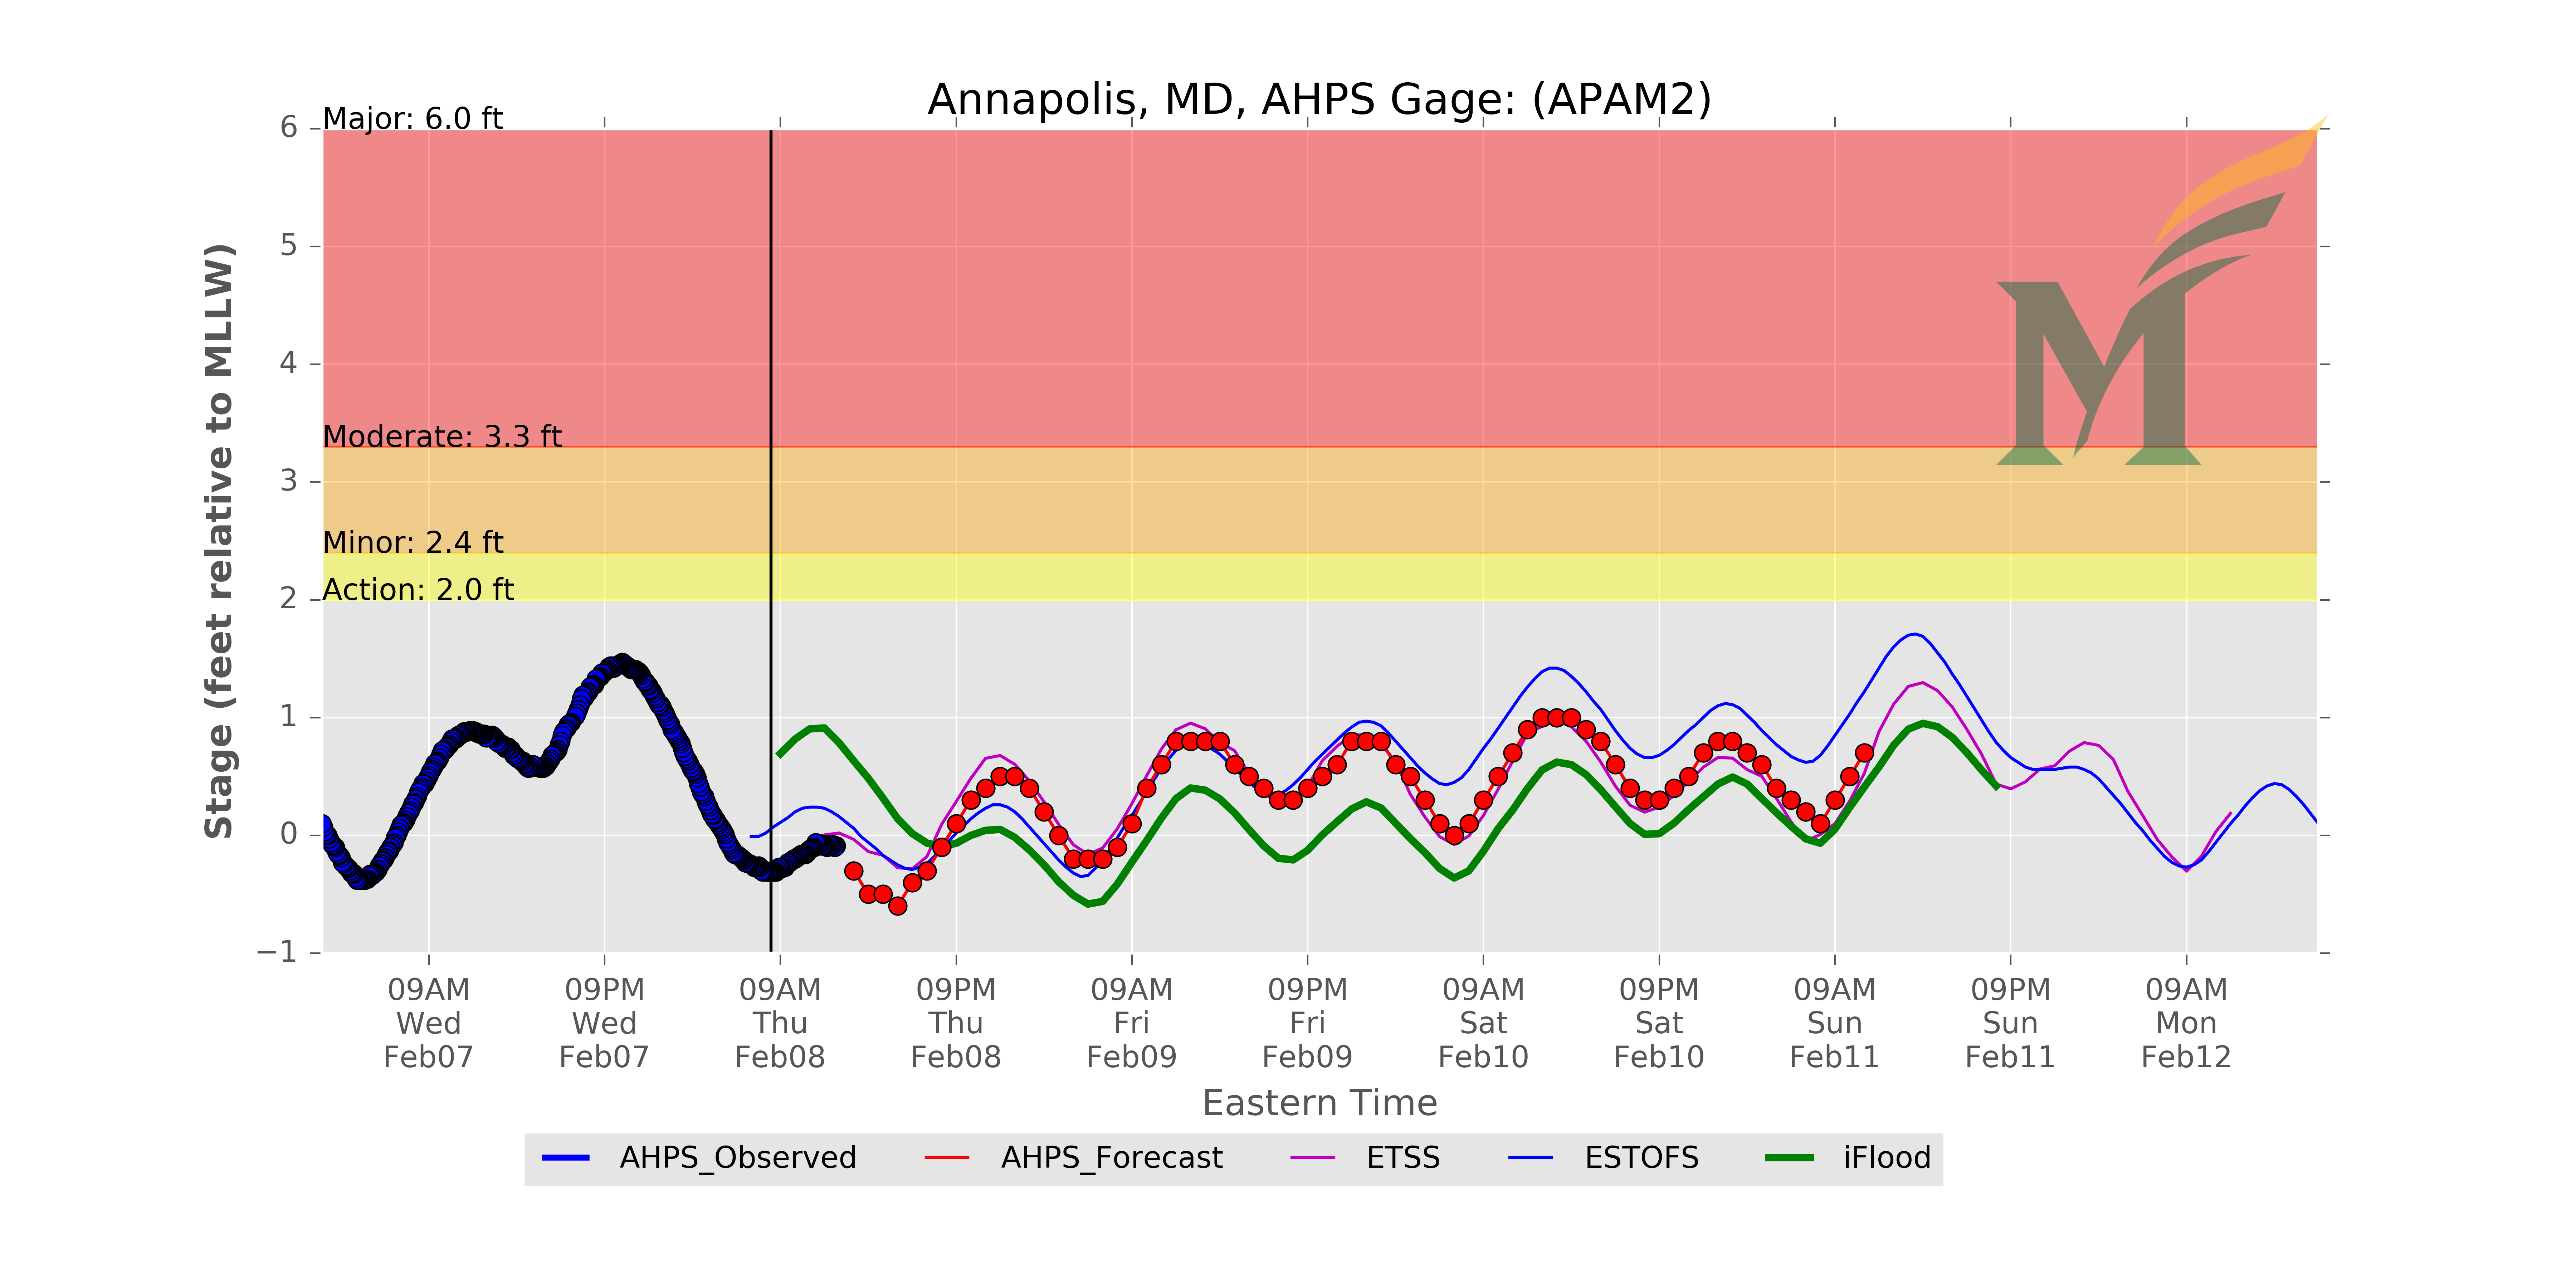 Annapolis, MD, AHPS Gage: (APAM2)
Stage (feet relative to MLLW)
6
5
4
3
2
1
0
−1
Major: 6.0 ft
Moderate: 3.3 ft
Minor: 2.4 ft
Action: 2.0 ft
09AM
Wed
Feb07
09PM
Wed
Feb07
09AM
Thu
Feb08
09PM
Thu
Feb08
09AM
Fri
Feb09
09PM
Fri
Feb09
09AM
Sat
Feb10
09PM
Sat
Feb10
09AM
Sun
Feb11
09PM
Sun
Feb11
09AM
Mon
Feb12
Eastern Time
AHPS_Observed
AHPS_Forecast
ETSS
ESTOFS
iFlood
M